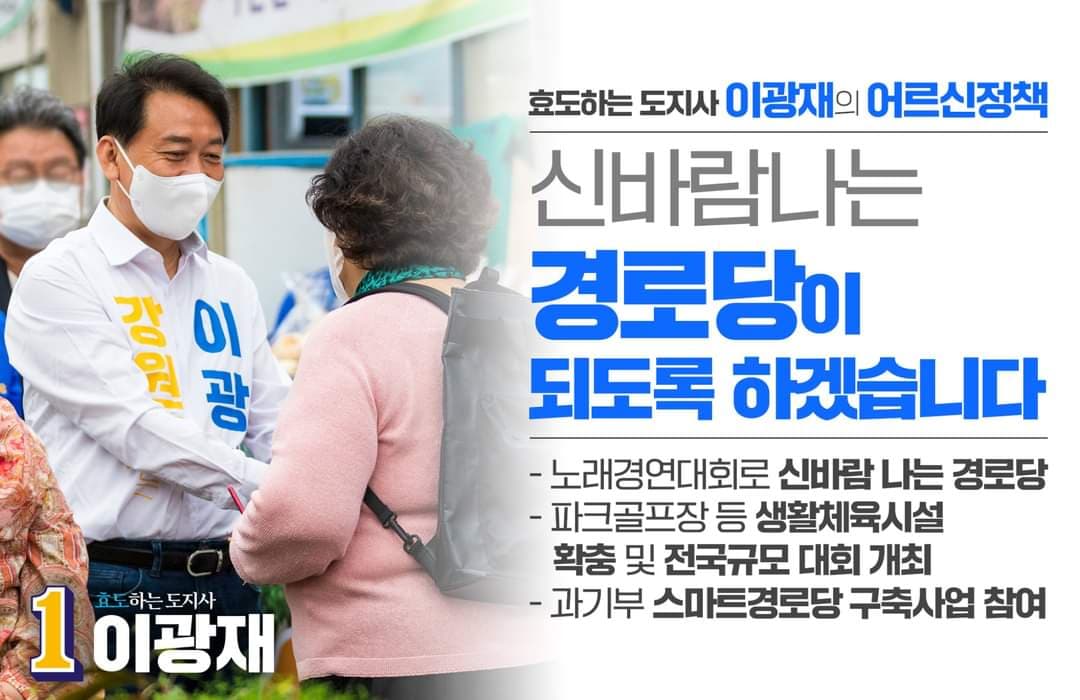 효도하는 도지사 이광재의 어르신정책
신바람나는
경로당이
되도록 하겠습니다
- 노래경연대회로 신바람 나는 경로당
- 파크골프장 등 생활체육시설
확충 및 전국규모 대회 개최
- 과기부 스마트경로당 구축사업 참여
이광
강원
1 효도하는 도지사
이광재